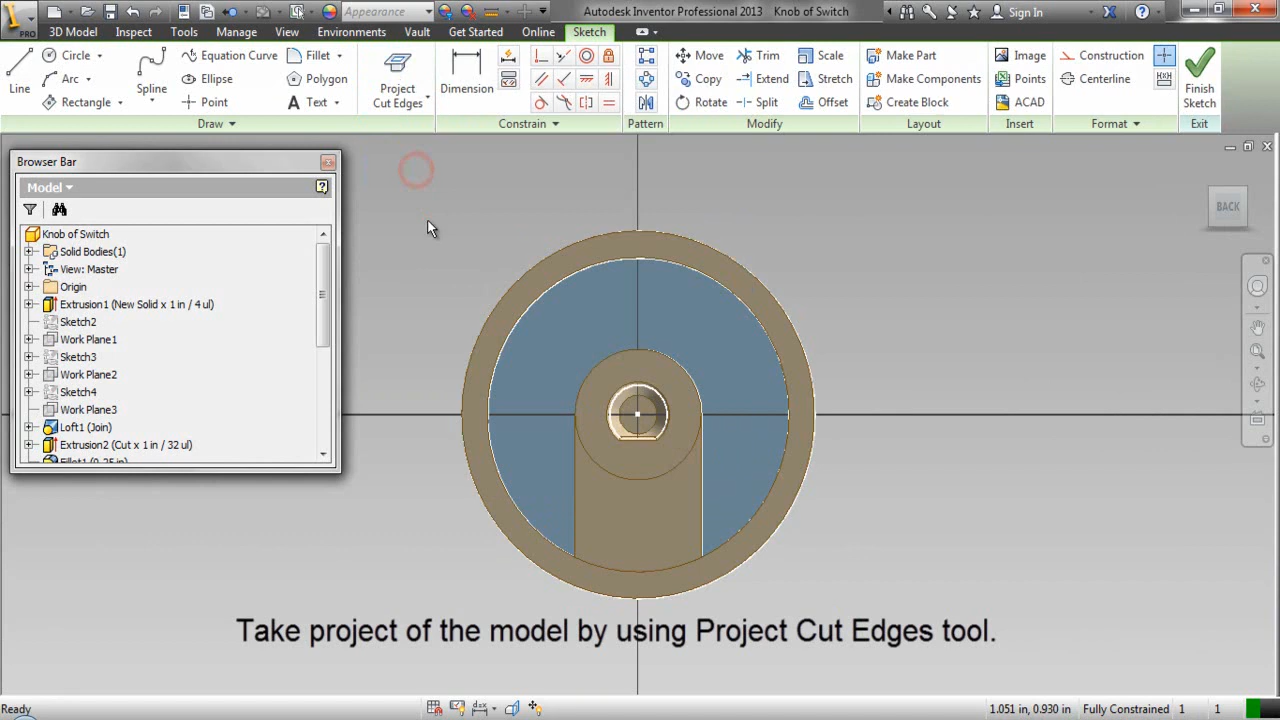 Appearance
Autodesk Inventor Professional 2013 Knob of Switch
Sign In
PRO
3D Model Inspect Tools Manage View Environments Vault Get Started Online Sketch
Line
Circle
Arc
Rectangle
Spline
Equation Curve
Ellipse
Point
Fillet
Polygon
Text
Draw
Project
Cut Edges
Dimension
Constrain
Pattern
Move
Copy
Rotate
Trim
Extend
Split
Scale
Stretch
Offset
Modify
Make Part
Make Components
Create Block
Layout
Image
Points
ACAD
Insert
Construction
Centerline
Format
Finish
Sketch
Exit
Browser Bar
Model
Knob of Switch
Solid Bodies(1)
View: Master
Origin
Extrusion1 (New Solid x 1 in / 4 ul)
Sketch2
Work Plane1
Sketch3
Work Plane2
Sketch4
Work Plane3
Loft1 (Join)
Extrusion2 (Cut x 1 in / 32 ul)
Fillet1 (0.25 in)
BACK
Take project of the model by using Project Cut Edges tool.
Ready
1.051 in, 0.930 in Fully Constrained 1 1